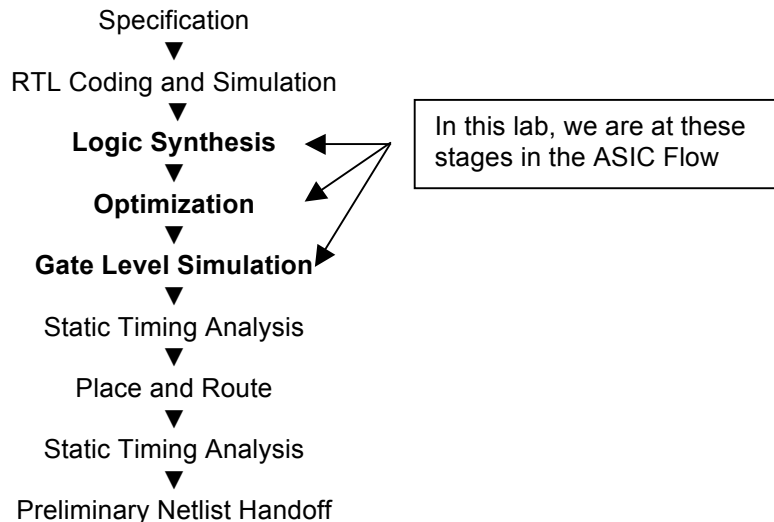 Specification
RTL Coding and Simulation
Logic Synthesis
Optimization
Gate Level Simulation
Static Timing Analysis
Place and Route
Static Timing Analysis
Preliminary Netlist Handoff
In this lab, we are at these
stages in the ASIC Flow